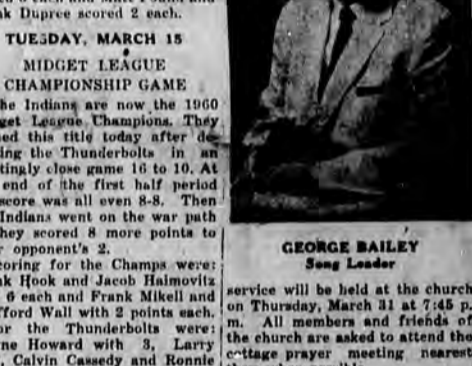 k Dupree scored 2 each.
TUESDAY, MARCH 15
MIDGET LEAGUE
CHAMPIONSHIP GAME
he Indians are now the 1960
get League Champions. They
ed this title today after de-
ing the Thunderbolts in an
tingly close game 16 to 10. At
end of the first half period
score was all even 8-8. Then
Indians went on the war path
hey scored 8 more points to
r opponent's 2.
coring for the Champs were:
nk Hook and Jacob Haimovitz
6 each and Frank Mikell and
fford Wall with 2 points each.
or the Thunderbolts were:
ne Howard with 3, Larry
, Calvin Cassedy and Ronnie
GEORGE BAILEY
Song Leader
service will be held at the church
on Thursday, March 31 at 7:45 p.
m. All members and friends of
the church are asked to attend the
cottage prayer meeting nearest